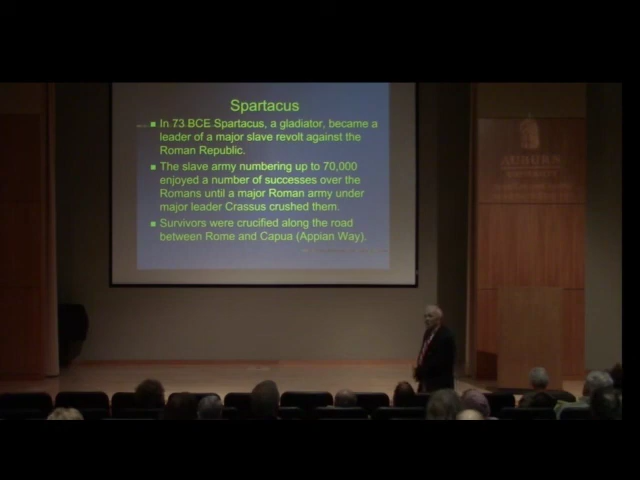 Spartacus
■ In 73 BCE Spartacus, a gladiator, became a
leader of a major slave revolt against the
Roman Republic.
■ The slave army numbering up to 70,000
enjoyed a number of successes over the
Romans until a major Roman army under
major leader Crassus crushed them.
■ Survivors were crucified along the road
between Rome and Capua (Appian Way).
AUBURN
UNIVERSITY